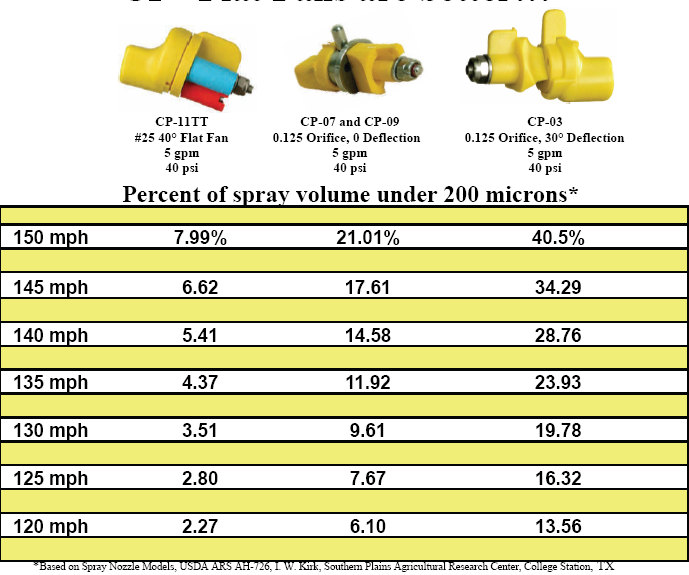 CP-11TT
#25 40° Flat Fan
5 gpm
40 psi
CP-07 and CP-09
0.125 Orifice, 0 Deflection
5 gpm
40 psi
CP-03
0.125 Orifice, 30° Deflection
5 gpm
40 psi
Percent of spray volume under 200 microns*
150 mph 7.99% 21.01% 40.5%
145 mph 6.62 17.61 34.29
140 mph 5.41 14.58 28.76
135 mph 4.37 11.92 23.93
130 mph 3.51 9.61 19.78
125 mph 2.80 7.67 16.32
120 mph 2.27 6.10 13.56
*Based on Spray Nozzle Models, USDA ARS AH-726, I. W. Kirk, Southern Plains Agricultural Research Center, College Station, TX